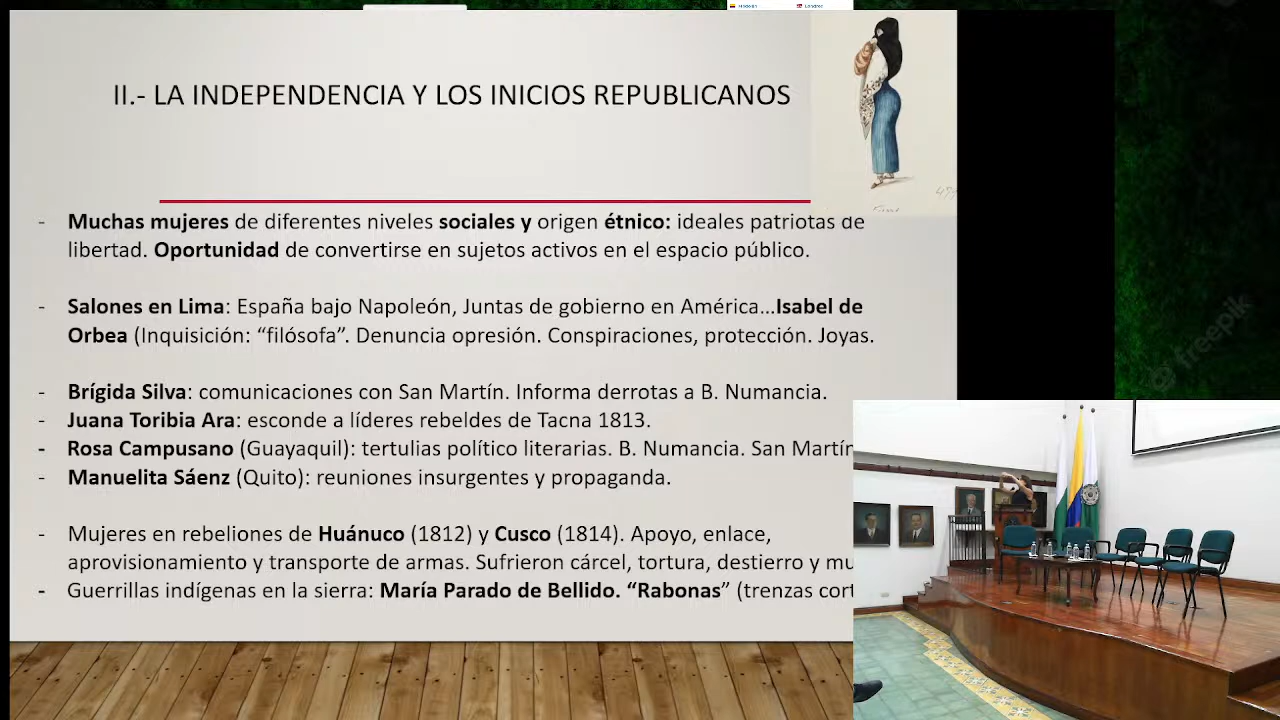 Medellín
Londres
II.- LA INDEPENDENCIA Y LOS INICIOS REPUBLICANOS
- Muchas mujeres de diferentes niveles sociales y origen étnico: ideales patriotas de
libertad. Oportunidad de convertirse en sujetos activos en el espacio público.
- Salones en Lima: España bajo Napoleón, Juntas de gobierno en América...Isabel de
Orbea (Inquisición: “filósofa”. Denuncia opresión. Conspiraciones, protección. Joyas.
- Brígida Silva: comunicaciones con San Martín. Informa derrotas a B. Numancia.
- Juana Toribia Ara: esconde a líderes rebeldes de Tacna 1813.
- Rosa Campusano (Guayaquil): tertulias político literarias. B. Numancia. San Martín
- Manuelita Sáenz (Quito): reuniones insurgentes y propaganda.
- Mujeres en rebeliones de Huánuco (1812) y Cusco (1814). Apoyo, enlace,
aprovisionamiento y transporte de armas. Sufrieron cárcel, tortura, destierro y mu
- Guerrillas indígenas en la sierra: María Parado de Bellido. “Rabonas” (trenzas cort
freepik